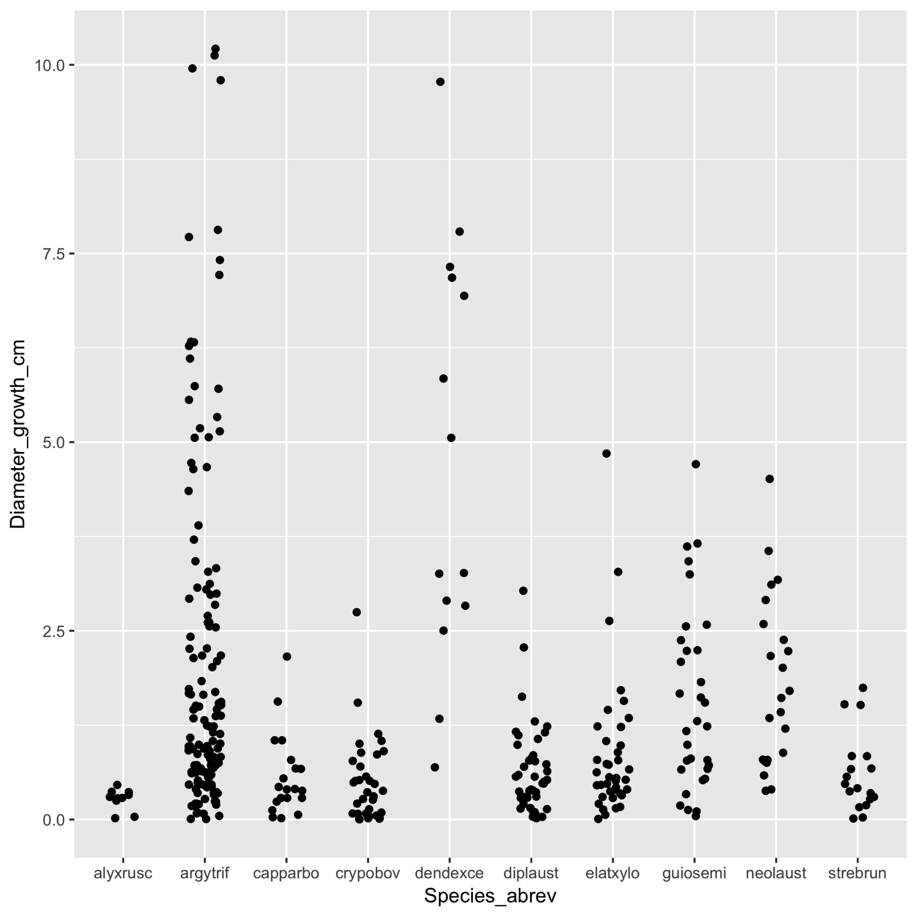 10.0
7.5
5.0
2.5
0.0
Diameter_growth_cm
alyxrusc argytrif capparbo crypobov dendexce diplaust elatxylo guiosemi neolaust strebrun
Species_abrev